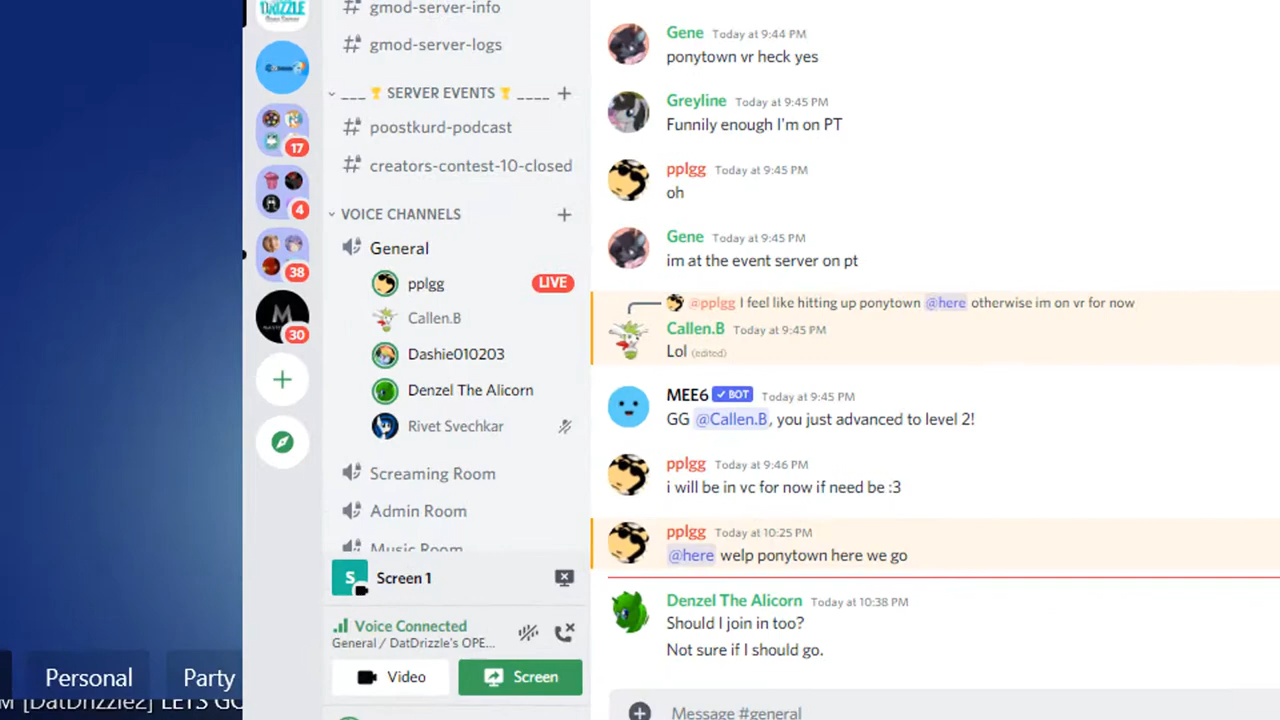 DRIZZLE
gmod-server-info
gmod-server-logs
17
4
38
M
30
___ 🏆 SERVER EVENTS 🏆 ____
poostkurd-podcast
creators-contest-10-closed
VOICE CHANNELS
General
pplgg LIVE
Callen.B
Dashie010203
Denzel The Alicorn
Rivet Svechkar
Screaming Room
Admin Room
Music Room
S Screen 1
Voice Connected
General / DatDrizzle's OPE...
Video Screen
Gene Today at 9:44 PM
ponytown vr heck yes
Greyline Today at 9:45 PM
Funnily enough I'm on PT
pplgg Today at 9:45 PM
oh
Gene Today at 9:45 PM
im at the event server on pt
@pplgg I feel like hitting up ponytown @here otherwise im on vr for now
Callen.B Today at 9:45 PM
Lol (edited)
MEE6 ✓ BOT Today at 9:45 PM
GG @Callen.B, you just advanced to level 2!
pplgg Today at 9:46 PM
i will be in vc for now if need be :3
pplgg Today at 10:25 PM
@here welp ponytown here we go
Denzel The Alicorn Today at 10:38 PM
Should I join in too?
Not sure if I should go.
Message #general
Personal Party
M [DatDrizzle2] LETS GO